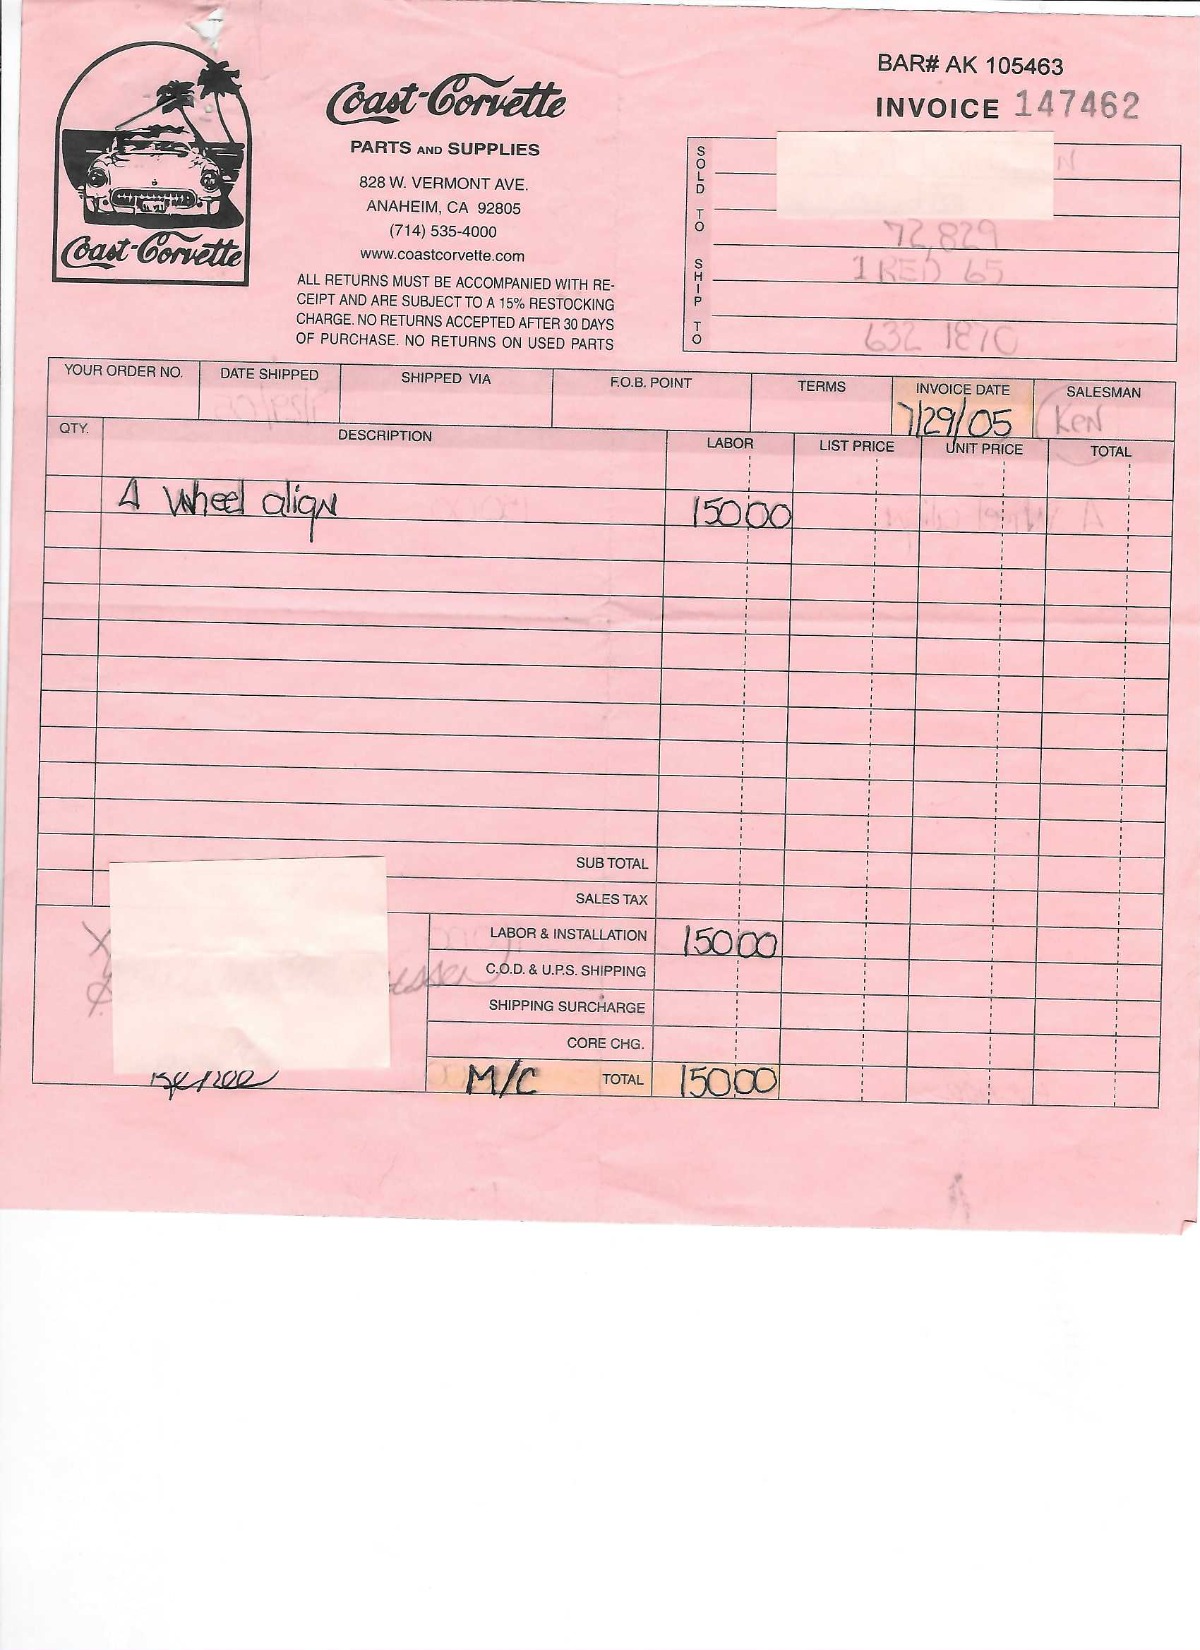 BAR# AK 105463
INVOICE 147462
Coast-Corvette
Coast-Corvette
PARTS AND SUPPLIES
828 W. VERMONT AVE.
ANAHEIM, CA 92805
(714) 535-4000
www.coastcorvette.com
ALL RETURNS MUST BE ACCOMPANIED WITH RE-
CEIPT AND ARE SUBJECT TO A 15% RESTOCKING
CHARGE. NO RETURNS ACCEPTED AFTER 30 DAYS
OF PURCHASE. NO RETURNS ON USED PARTS
SOLD TO
SHIP TO
N
72,829
1 RED 65
632 1870
YOUR ORDER NO. DATE SHIPPED SHIPPED VIA F.O.B. POINT TERMS INVOICE DATE SALESMAN
7/29/05 KEN
QTY. DESCRIPTION LABOR LIST PRICE UNIT PRICE TOTAL
4 wheel align 150 00
SUB TOTAL
SALES TAX
LABOR & INSTALLATION 150 00
X
C.O.D. & U.P.S. SHIPPING
SHIPPING SURCHARGE
CORE CHG.
M/C TOTAL 150 00